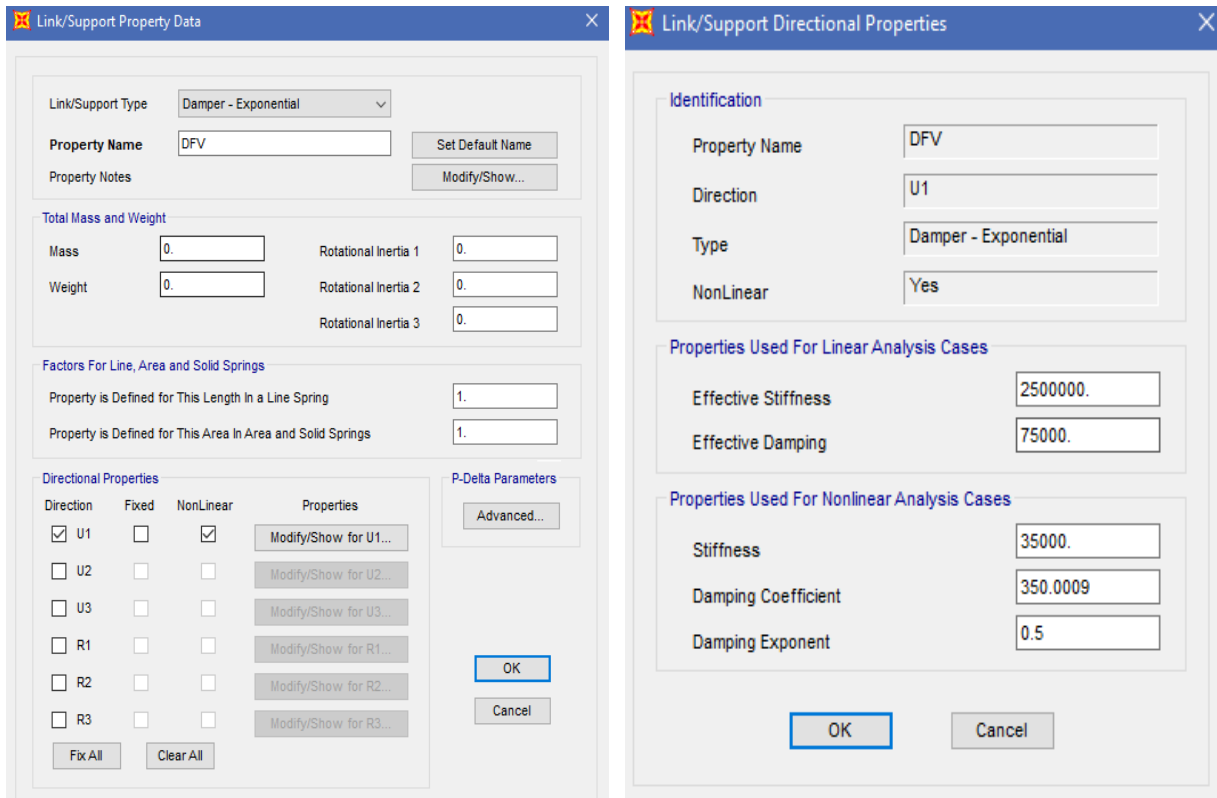 Link/Support Property Data
Link/Support Type Damper - Exponential
Property Name DFV Set Default Name
Property Notes Modify/Show...
Total Mass and Weight
Mass 0. Rotational Inertia 1 0.
Weight 0. Rotational Inertia 2 0.
Rotational Inertia 3 0.
Factors For Line, Area and Solid Springs
Property is Defined for This Length In a Line Spring 1.
Property is Defined for This Area In Area and Solid Springs 1.
Directional Properties P-Delta Parameters
Direction Fixed NonLinear Properties Advanced...
U1 Modify/Show for U1...
U2 Modify/Show for U2...
U3 Modify/Show for U3...
R1 Modify/Show for R1...
R2 Modify/Show for R2...
R3 Modify/Show for R3...
Fix All Clear All
OK
Cancel
Link/Support Directional Properties
Identification
Property Name DFV
Direction U1
Type Damper - Exponential
NonLinear Yes
Properties Used For Linear Analysis Cases
Effective Stiffness 2500000.
Effective Damping 75000.
Properties Used For Nonlinear Analysis Cases
Stiffness 35000.
Damping Coefficient 350.0009
Damping Exponent 0.5
OK Cancel